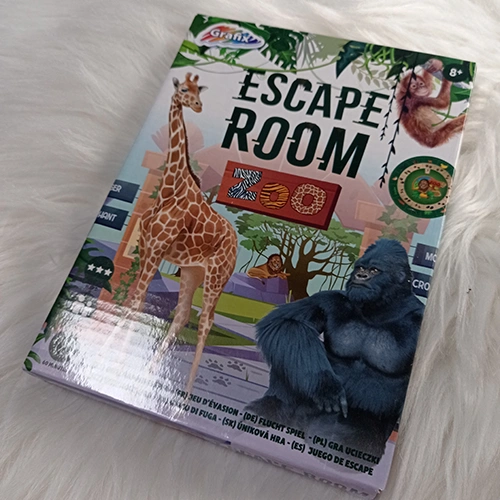 Grafix
8+
ESCAPE
ROOM
ZOO
JEU D'ÉVASION - (DE) FLUCHT SPIEL - (PL) GRA UCIECZKI
DI FUGA - (SK) ÚNIKOVÁ HRA - (ES) JUEGO DE ESCAPE